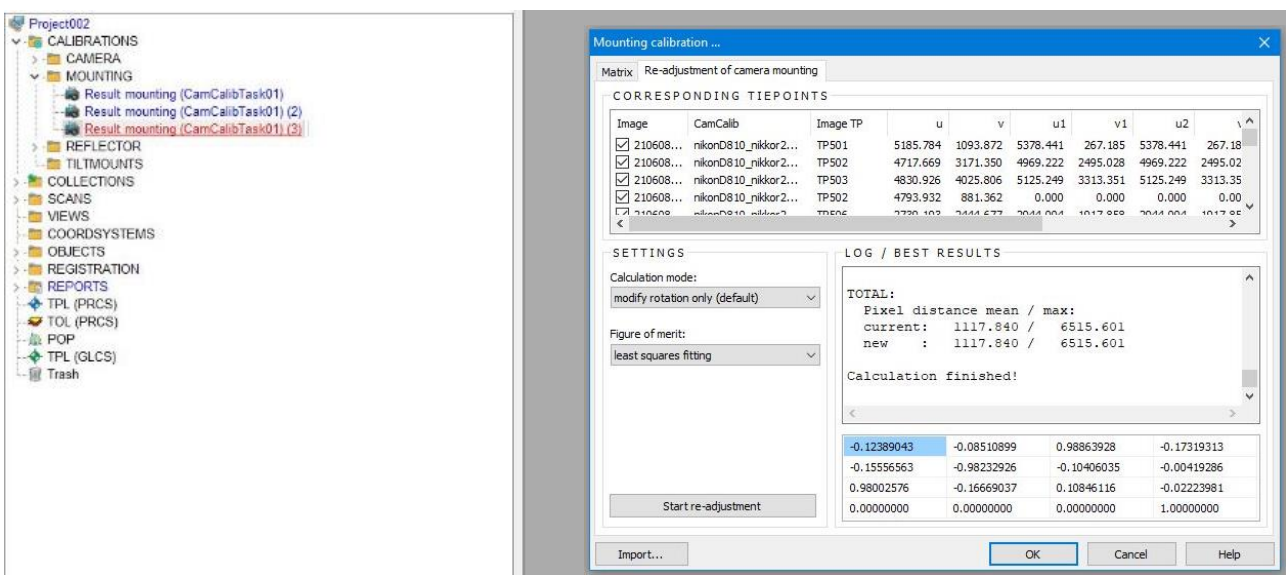 Project002
CALIBRATIONS
CAMERA
MOUNTING
Result mounting (CamCalibTask01)
Result mounting (CamCalibTask01) (2)
Result mounting (CamCalibTask01) (3)
REFLECTOR
TILTMOUNTS
COLLECTIONS
SCANS
VIEWS
COORDSYSTEMS
OBJECTS
REGISTRATION
REPORTS
TPL (PRCS)
TOL (PRCS)
POP
TPL (GLCS)
Trash
Mounting calibration ...
Matrix Re-adjustment of camera mounting
CORRESPONDING TIEPOINTS
Image CamCalib Image TP u v u1 v1 u2
210608... nikonD810_nikkor2... TP501 5185.784 1093.872 5378.441 267.185 5378.441 267.18
210608... nikonD810_nikkor2... TP502 4717.669 3171.350 4969.222 2495.028 4969.222 2495.02
210608... nikonD810_nikkor2... TP503 4830.926 4025.806 5125.249 3313.351 5125.249 3313.35
210608... nikonD810_nikkor2... TP502 4793.932 881.362 0.000 0.000 0.000 0.00
SETTINGS
Calculation mode:
modify rotation only (default)
Figure of merit:
least squares fitting
Start re-adjustment
LOG / BEST RESULTS
TOTAL:
Pixel distance mean / max:
current: 1117.840 / 6515.601
new : 1117.840 / 6515.601
Calculation finished!
-0.12389043 -0.08510899 0.98863928 -0.17319313
-0.15556563 -0.98232926 -0.10406035 -0.00419286
0.98002576 -0.16669037 0.10846116 -0.02223981
0.00000000 0.00000000 0.00000000 1.00000000
Import... OK Cancel Help